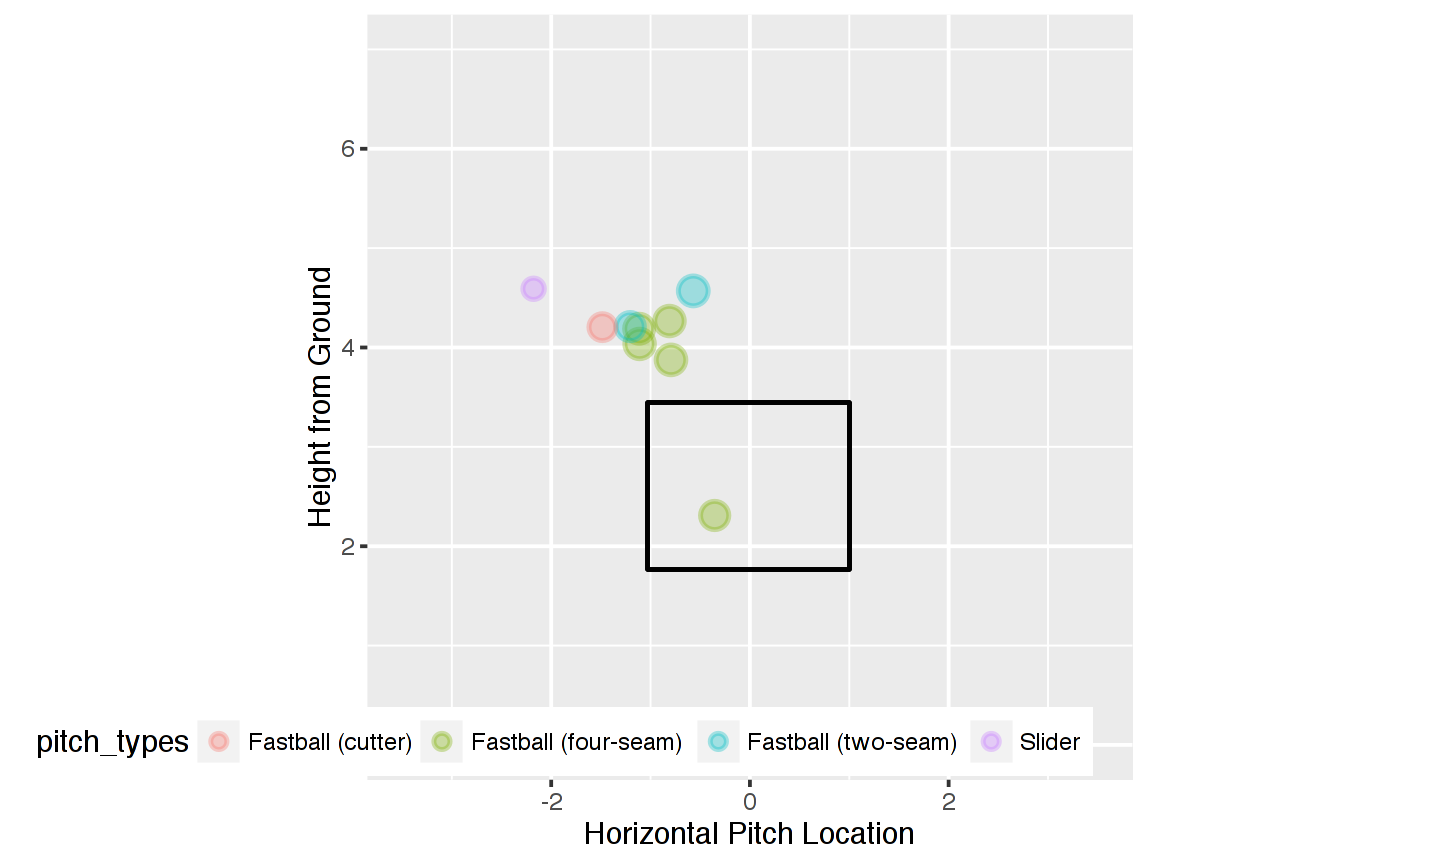 6
4
2
Height from Ground
pitch_types Fastball (cutter) Fastball (four-seam) Fastball (two-seam) Slider
-2 0 2
Horizontal Pitch Location